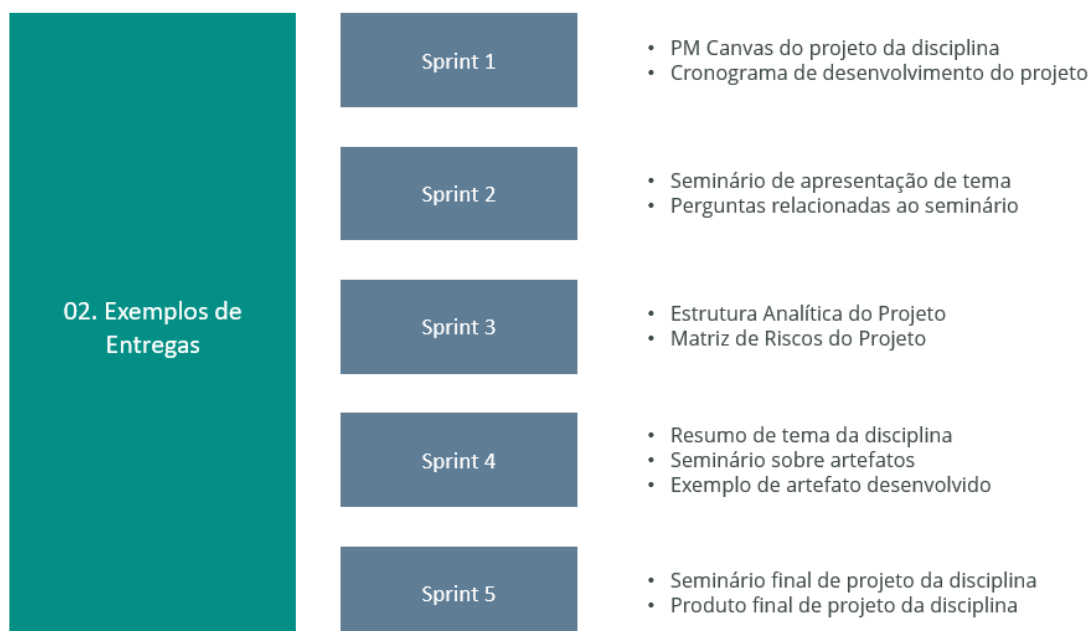 02. Exemplos de
Entregas
Sprint 1
• PM Canvas do projeto da disciplina
• Cronograma de desenvolvimento do projeto
Sprint 2
• Seminário de apresentação de tema
• Perguntas relacionadas ao seminário
Sprint 3
• Estrutura Analítica do Projeto
• Matriz de Riscos do Projeto
Sprint 4
• Resumo de tema da disciplina
• Seminário sobre artefatos
• Exemplo de artefato desenvolvido
Sprint 5
• Seminário final de projeto da disciplina
• Produto final de projeto da disciplina